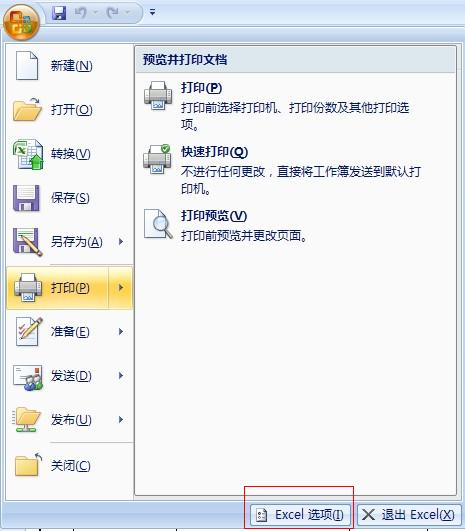 新建(N)
打开(O)
转换(V)
保存(S)
另存为(A)
打印(P)
准备(E)
发送(D)
发布(U)
关闭(C)
预览并打印文档
打印(P)
打印前选择打印机、打印份数及其他打印选
项。
快速打印(Q)
不进行任何更改，直接将工作簿发送到默认打
印机。
打印预览(V)
打印前预览并更改页面。
Excel 选项(I)
退出 Excel(X)